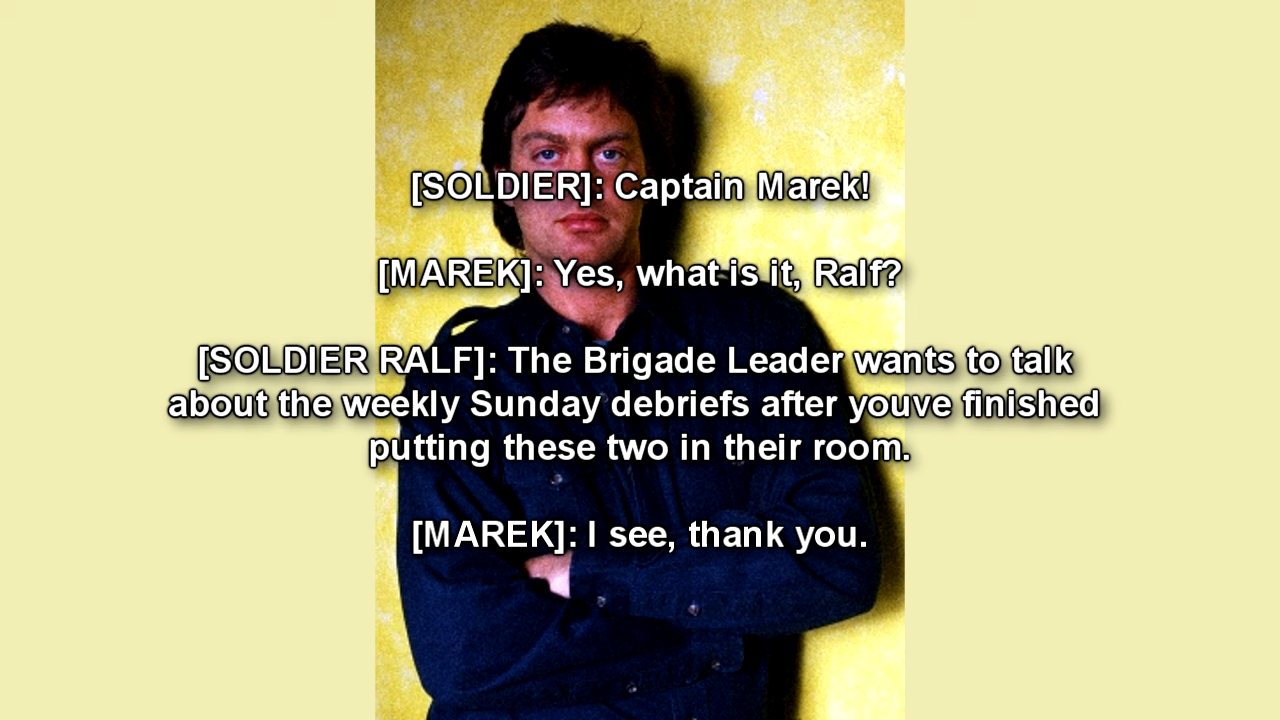 [SOLDIER]: Captain Marek!
[MAREK]: Yes, what is it, Ralf?
[SOLDIER RALF]: The Brigade Leader wants to talk
about the weekly Sunday debriefs after youve finished
putting these two in their room.
[MAREK]: I see, thank you.